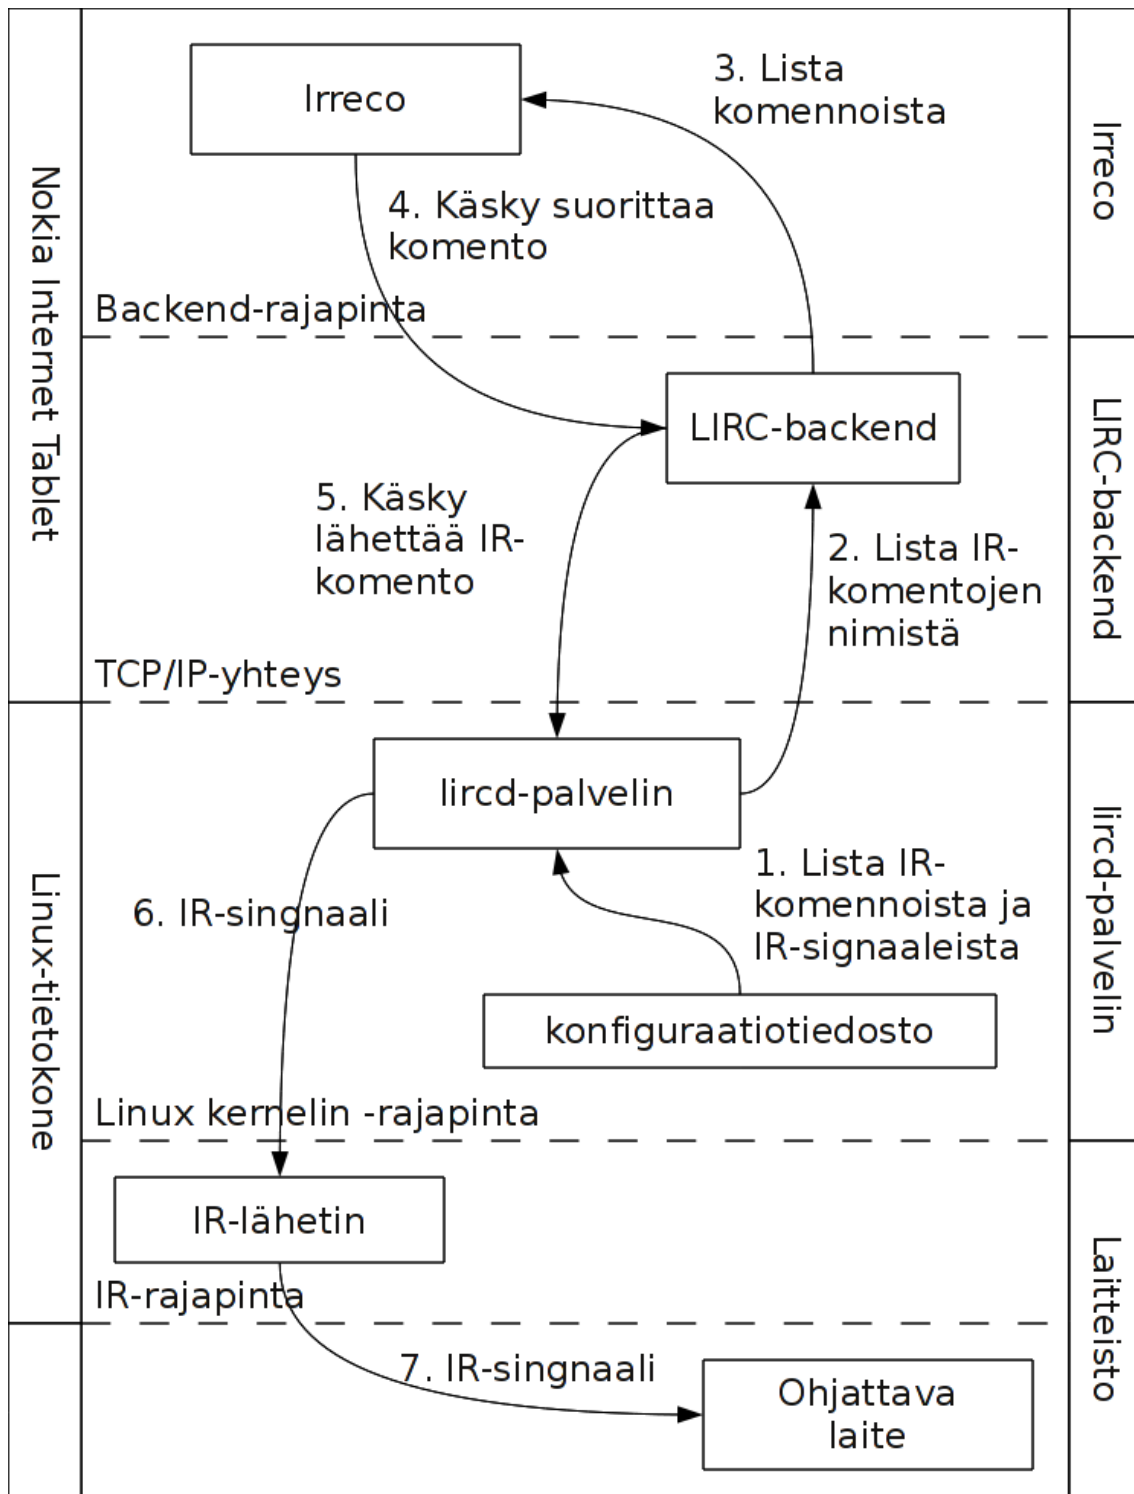 Irreco
3. Lista
komennoista
4. Käsky suorittaa
komento
Backend-rajapinta
LIRC-backend
5. Käsky
lähettää IR-
komento
2. Lista IR-
komentojen
nimistä
TCP/IP-yhteys
lircd-palvelin
1. Lista IR-
komennoista ja
IR-signaaleista
6. IR-singnaali
konfiguraatiotiedosto
Linux kernelin -rajapinta
IR-lähetin
IR-rajapinta
7. IR-singnaali
Ohjattava
laite
Nokia Internet Tablet
Linux-tietokone
Irreco
LIRC-backend
lircd-palvelin
Laitteisto